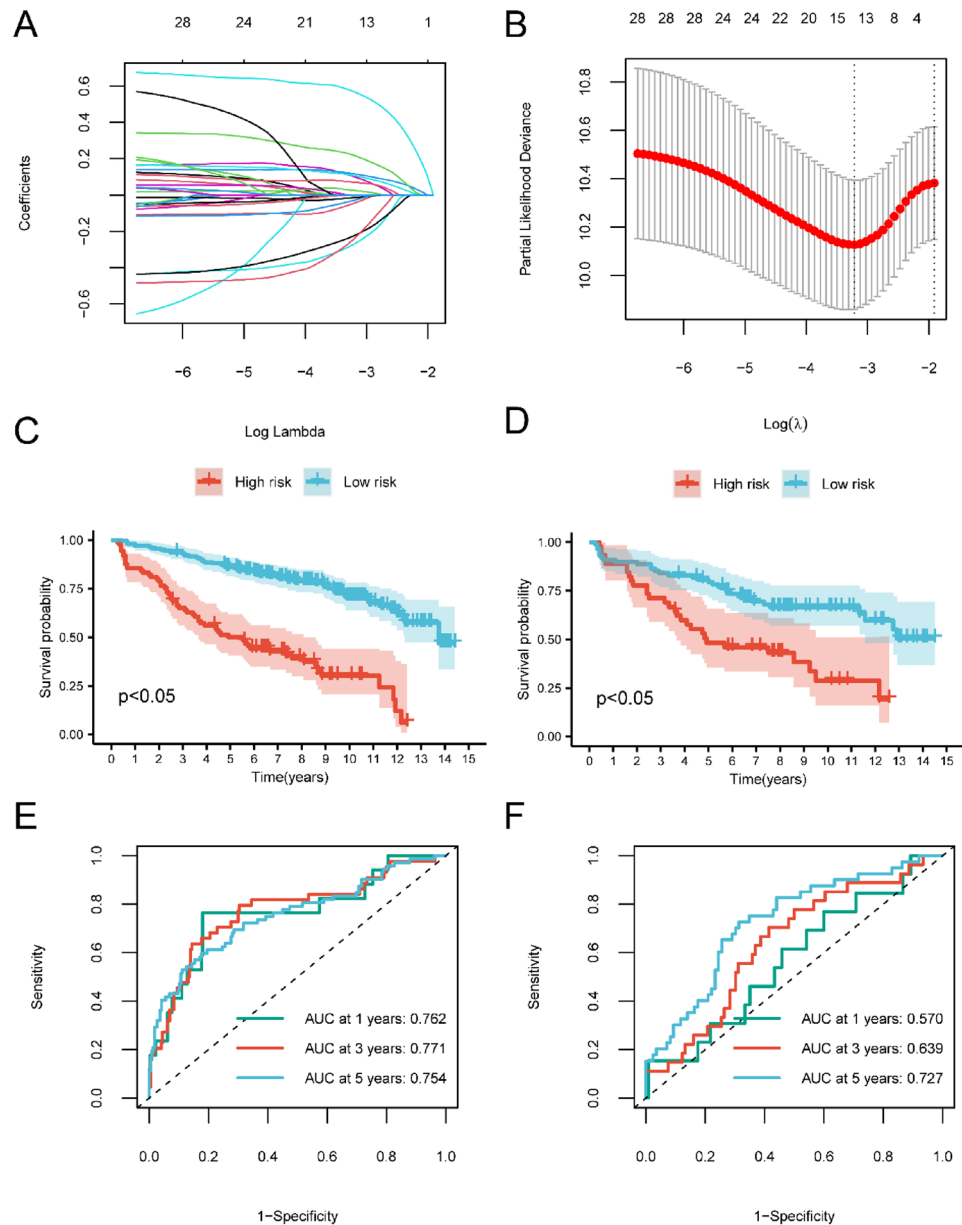 A
28 24 21 13 1
Coefficients
0.6
0.4
0.2
−0.2
−0.6
−6 −5 −4 −3 −2
Log Lambda
B
28 28 28 27 24 22 20 15 13 8 4
Partial Likelihood Deviance
10.8
10.6
10.4
10.2
10.0
−6 −5 −4 −3 −2
Log(λ)
C
High risk Low risk
Survival probability
1.00
0.75
0.50
0.25
0.00
p<0.05
0 1 2 3 4 5 6 7 8 9 10 11 12 13 14 15
Time(years)
D
High risk Low risk
Survival probability
1.00
0.75
0.50
0.25
0.00
p<0.05
0 1 2 3 4 5 6 7 8 9 10 11 12 13 14 15
Time(years)
E
Sensitivity
1.0
0.8
0.6
0.4
0.2
0.0
AUC at 1 years: 0.762
AUC at 3 years: 0.771
AUC at 5 years: 0.754
0.0 0.2 0.4 0.6 0.8 1.0
1−Specificity
F
Sensitivity
1.0
0.8
0.6
0.4
0.2
0.0
AUC at 1 years: 0.570
AUC at 3 years: 0.639
AUC at 5 years: 0.727
0.0 0.2 0.4 0.6 0.8 1.0
1−Specificity